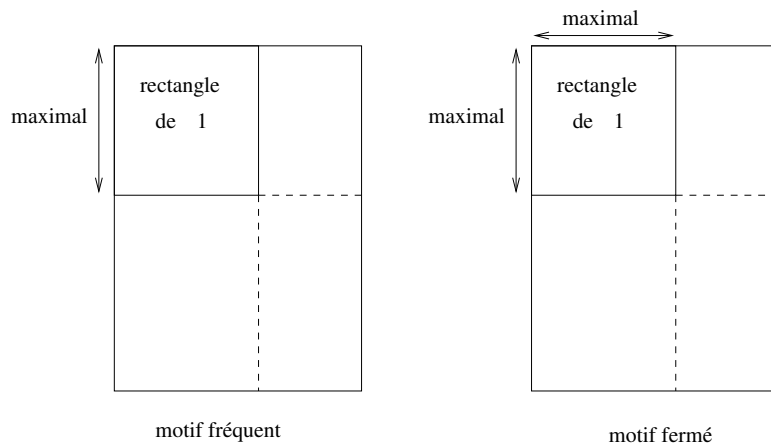 maximal
rectangle
de 1
maximal
motif fréquent
maximal
rectangle
de 1
maximal
motif fermé